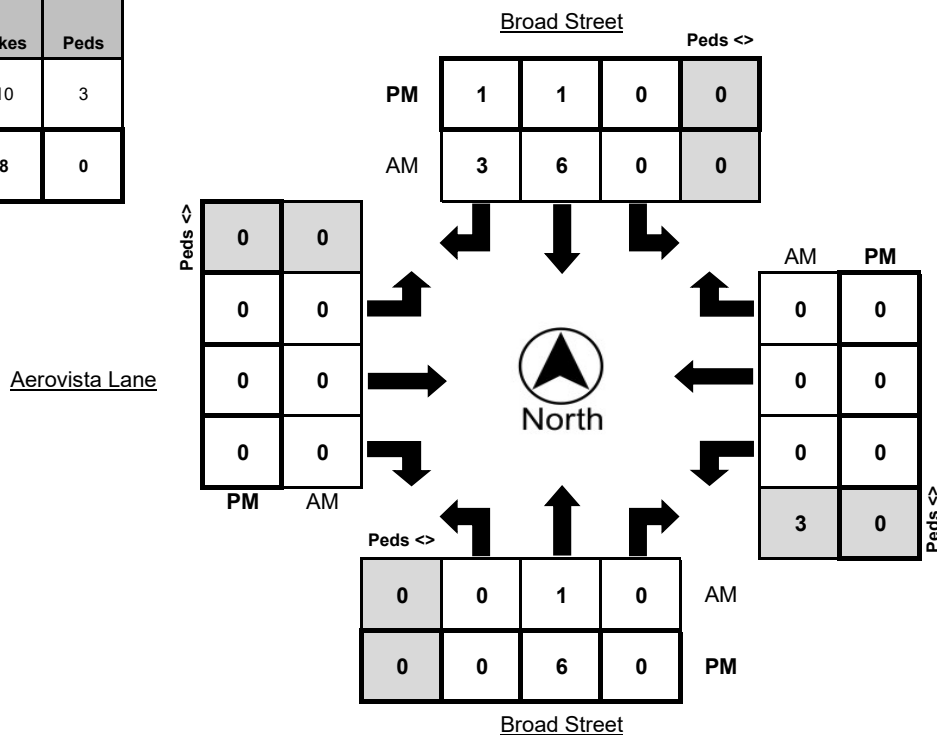 Broad Street
kes Peds
Peds <>
10 3
PM 1 1 0 0
8 0
AM 3 6 0 0
Peds <>
0 0
0 0
0 0
0 0
PM AM
Aerovista Lane
North
AM PM
0 0
0 0
0 0
3 0
Peds <>
Peds <>
0 0 1 0 AM
0 0 6 0 PM
Broad Street